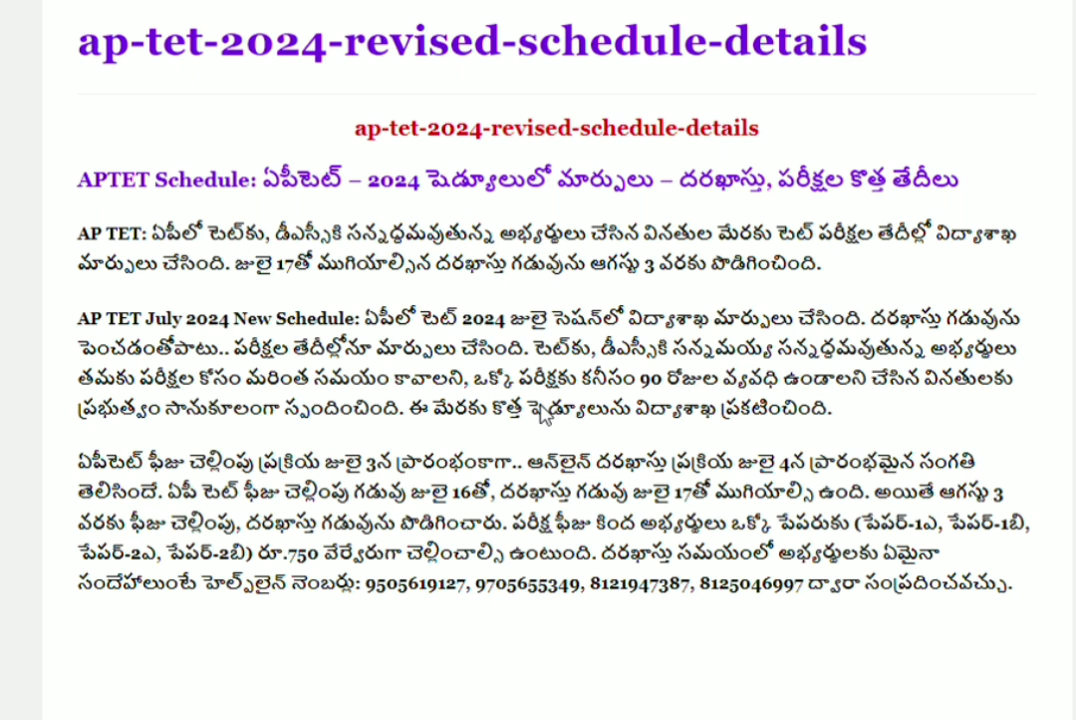 ap-tet-2024-revised-schedule-details
ap-tet-2024-revised-schedule-details
APTET Schedule: ఏపీటెట్ – 2024 షెడ్యూలులో మార్పులు – దరఖాస్తు, పరీక్షల కొత్త తేదీలు
AP TET: ఏపీలో టెట్‌కు, డీఎస్సీకి సన్నద్ధమవుతున్న అభ్యర్థులు చేసిన వినతుల మేరకు టెట్ పరీక్షల తేదీల్లో విద్యాశాఖ
మార్పులు చేసింది. జులై 17తో ముగియాల్సిన దరఖాస్తు గడువును ఆగస్టు 3 వరకు పొడిగించింది.
AP TET July 2024 New Schedule: ఏపీలో టెట్ 2024 జులై సెషన్‌లో విద్యాశాఖ మార్పులు చేసింది. దరఖాస్తు గడువును
పెంచడంతోపాటు.. పరీక్షల తేదీల్లోనూ మార్పులు చేసింది. టెట్‌కు, డీఎస్సీకి సన్నమయ్య సన్నద్ధమవుతున్న అభ్యర్థులు
తమకు పరీక్షల కోసం మరింత సమయం కావాలని, ఒక్కో పరీక్షకు కనీసం 90 రోజుల వ్యవధి ఉండాలని చేసిన వినతులకు
ప్రభుత్వం సానుకూలంగా స్పందించింది. ఈ మేరకు కొత్త షెడ్యూలును విద్యాశాఖ ప్రకటించింది.
ఏపీటెట్ ఫీజు చెల్లింపు ప్రక్రియ జులై 3న ప్రారంభంకాగా.. ఆన్‌లైన్ దరఖాస్తు ప్రక్రియ జులై 4న ప్రారంభమైన సంగతి
తెలిసిందే. ఏపీ టెట్ ఫీజు చెల్లింపు గడువు జులై 16తో, దరఖాస్తు గడువు జులై 17తో ముగియాల్సి ఉంది. అయితే ఆగస్టు 3
వరకు ఫీజు చెల్లింపు, దరఖాస్తు గడువును పొడిగించారు. పరీక్ష ఫీజు కింద అభ్యర్థులు ఒక్కో పేపరుకు (పేపర్-1ఎ, పేపర్-1బి,
పేపర్-2ఎ, పేపర్-2బి) రూ.750 వేర్వేరుగా చెల్లించాల్సి ఉంటుంది. దరఖాస్తు సమయంలో అభ్యర్థులకు ఏమైనా
సందేహాలుంటే హెల్ప్‌లైన్ నెంబర్లు: 9505619127, 9705655349, 8121947387, 8125046997 ద్వారా సంప్రదించవచ్చు.